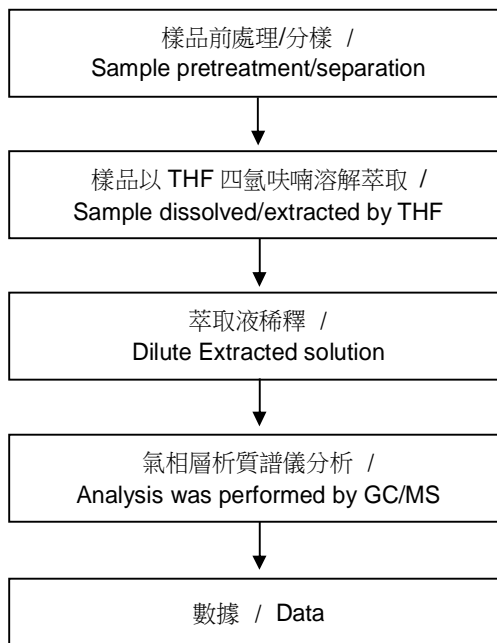 樣品前處理/分樣 /
Sample pretreatment/separation
樣品以 THF 四氫呋喃溶解萃取 /
Sample dissolved/extracted by THF
萃取液稀釋 /
Dilute Extracted solution
氣相層析質譜儀分析 /
Analysis was performed by GC/MS
數據 / Data